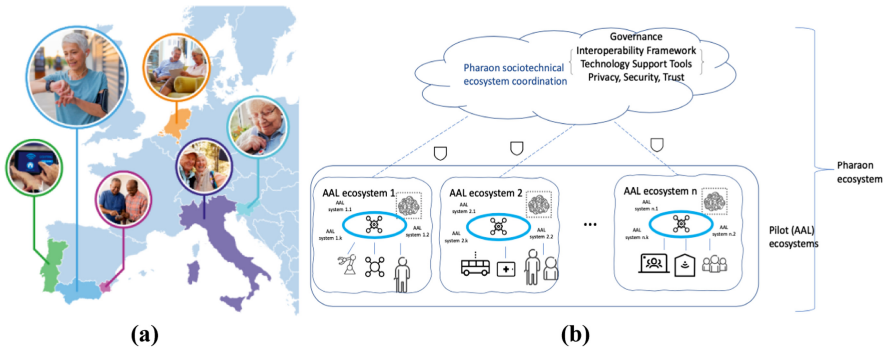 Governance
Interoperability Framework
Technology Support Tools
Privacy, Security, Trust
Pharaon sociotechnical
ecosystem coordination
Pharaon
ecosystem
Pilot (AAL)
ecosystems
AAL ecosystem 1
AAL
system 1.1
AAL
system 1.k
AAL
system 1.2
AAL ecosystem 2
AAL
system 2.1
AAL
system 2.k
AAL
system 2.2
...
AAL ecosystem n
AAL
system n.1
AAL
system n.k
AAL
system n.2
(a)
(b)